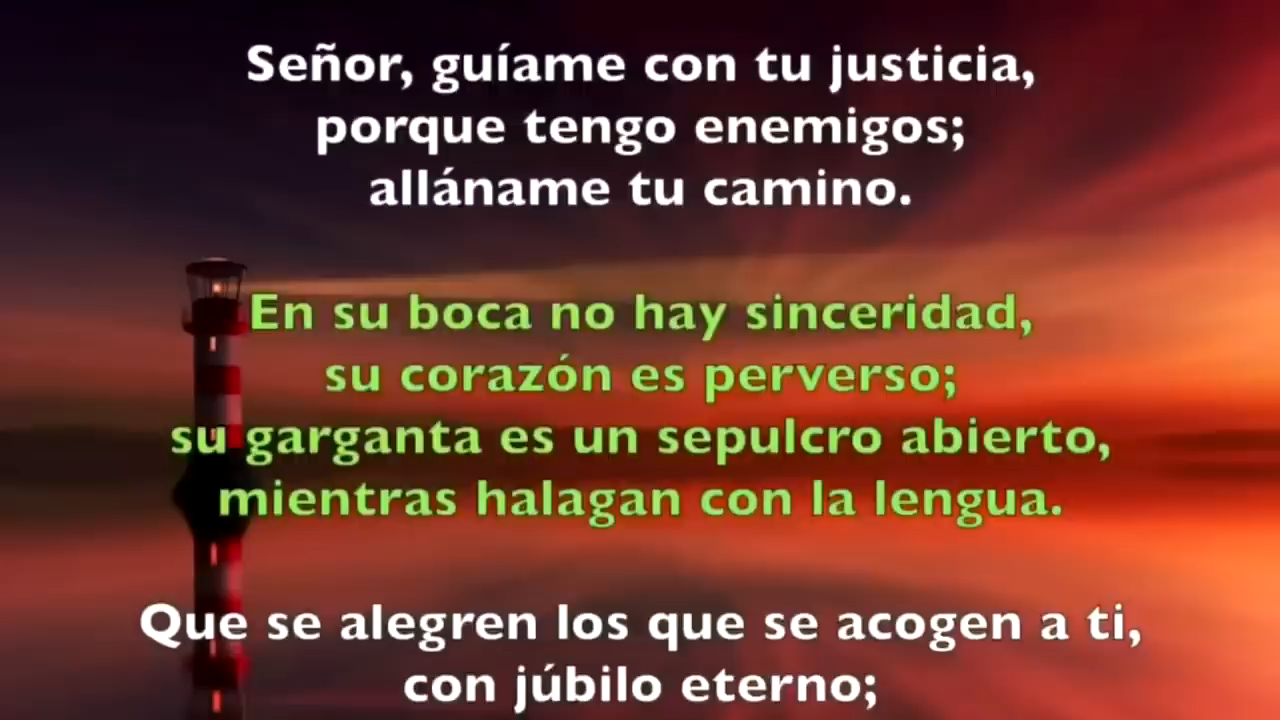 Señor, guíame con tu justicia,
porque tengo enemigos;
allániame tu camino.
En su boca no hay sinceridad,
su corazón es perverso;
su garganta es un sepulcro abierto,
mientras halagan con la lengua.
Que se alegren los que se acogen a ti,
con júbilo eterno;